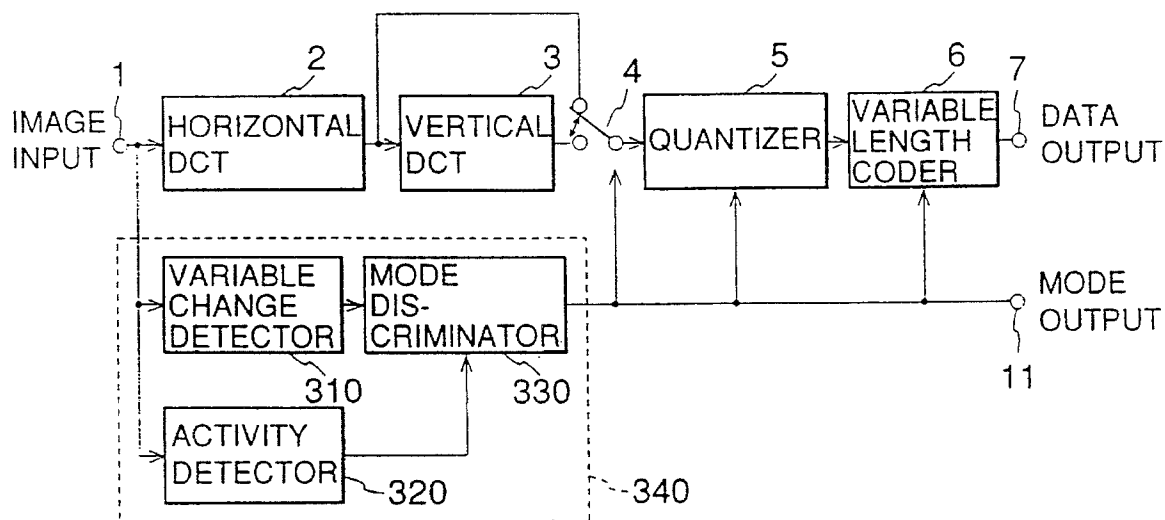 1
2
3
4
5
6
7
IMAGE
INPUT
HORIZONTAL
DCT
VERTICAL
DCT
QUANTIZER
VARIABLE
LENGTH
CODER
DATA
OUTPUT
VARIABLE
CHANGE
DETECTOR
310
MODE
DIS-
CRIMINATOR
330
MODE
OUTPUT
11
ACTIVITY
DETECTOR
320
340